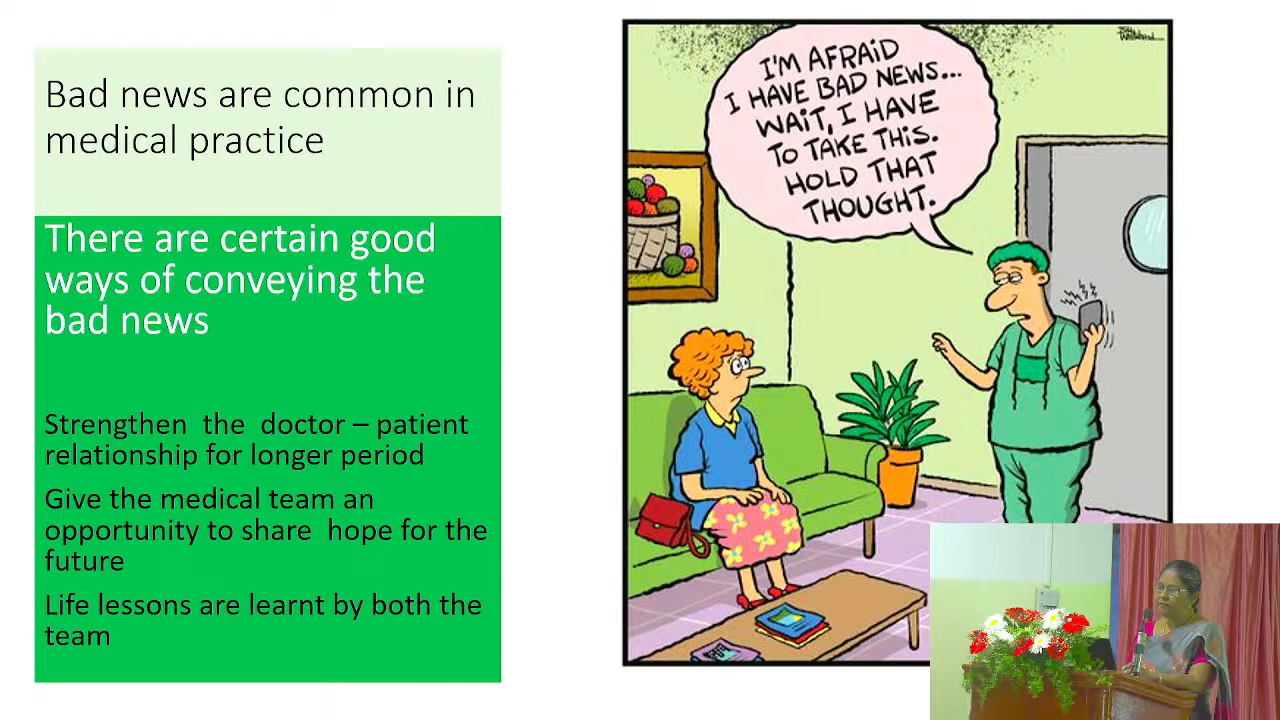 Bad news are common in
medical practice
There are certain good
ways of conveying the
bad news
Strengthen the doctor – patient
relationship for longer period
Give the medical team an
opportunity to share hope for the
future
Life lessons are learnt by both the
team
I'M AFRAID
I HAVE BAD NEWS...
WAIT, I HAVE
TO TAKE THIS.
HOLD THAT
THOUGHT.